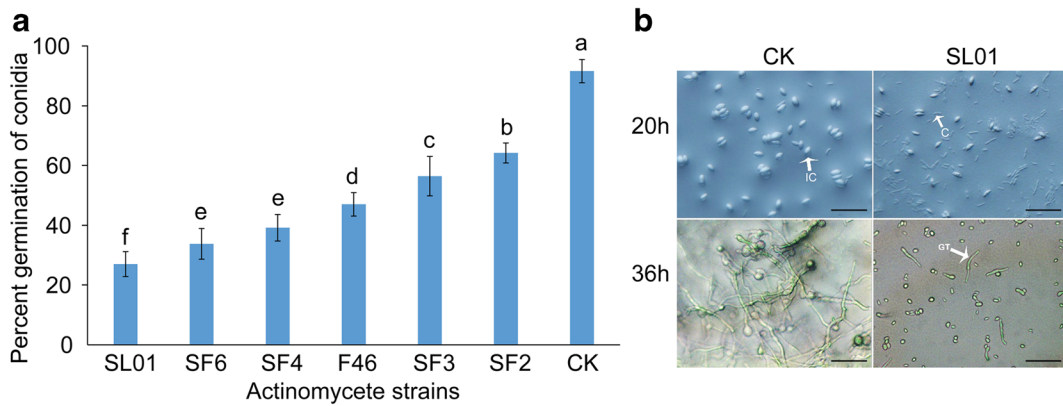 a
Percent germination of conidia
100
80
60
40
20
0
f
e
e
d
c
b
a
SL01
SF6
SF4
F46
SF3
SF2
CK
Actinomycete strains
b
CK
SL01
20h
IC
C
36h
GT